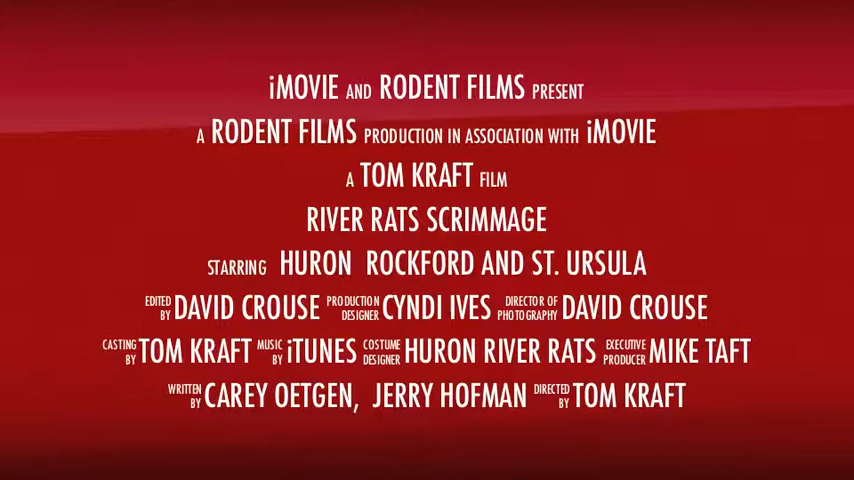 iMOVIE AND RODENT FILMS PRESENT
A RODENT FILMS PRODUCTION IN ASSOCIATION WITH iMOVIE
A TOM KRAFT FILM
RIVER RATS SCRIMMAGE
STARRING HURON ROCKFORD AND ST. URSULA
EDITED BY DAVID CROUSE PRODUCTION DESIGNER CYNDI IVES DIRECTOR OF PHOTOGRAPHY DAVID CROUSE
CASTING BY TOM KRAFT MUSIC BY iTUNES COSTUME DESIGNER HURON RIVER RATS EXECUTIVE PRODUCER MIKE TAFT
WRITTEN BY CAREY OETGEN, JERRY HOFMAN DIRECTED BY TOM KRAFT